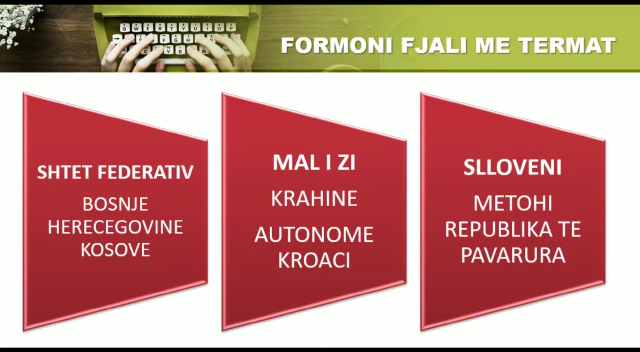 FORMONI FJALI ME TERMAT
SHTET FEDERATIV
BOSNJE
HERECEGOVINE
KOSOVE
MAL I ZI
KRAHINE
AUTONOME
KROACI
SLLOVENI
METOHI
REPUBLIKA TE
PAVARURA